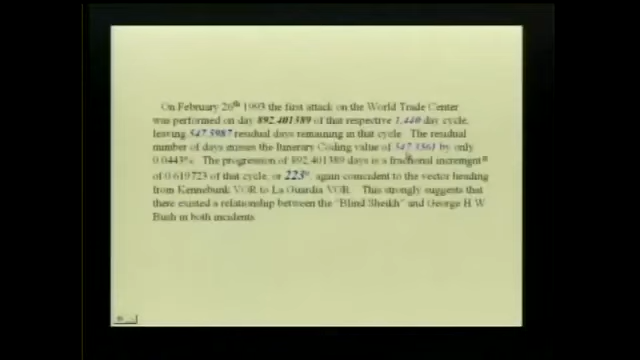 On February 26th 1993 the first attack on the World Trade Center
was performed on day 892.401389 of that respective 1,440 day cycle,
leaving 547.5987 residual days remaining in that cycle. The residual
number of days misses the Itinerary Coding value of 547.3561 by only
0.0443%. The progression of 892.401389 days is a fractional increment
of 0.619723 of that cycle, or 223°, again coincident to the vector heading
from Kennebunk VOR to La Guardia VOR. This strongly suggests that
there existed a relationship between the "Blind Sheikh" and George H W
Bush in both incidents